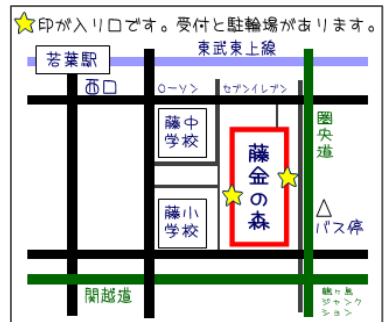 ☆印が入り口です。受付と駐輪場があります。
東武東上線
若葉駅
西口
ローソン
セブンイレブン
藤中
学校
藤金の森
圏央道
藤小
学校
バス停
関越道
鶴ヶ島
ジャンク
ション